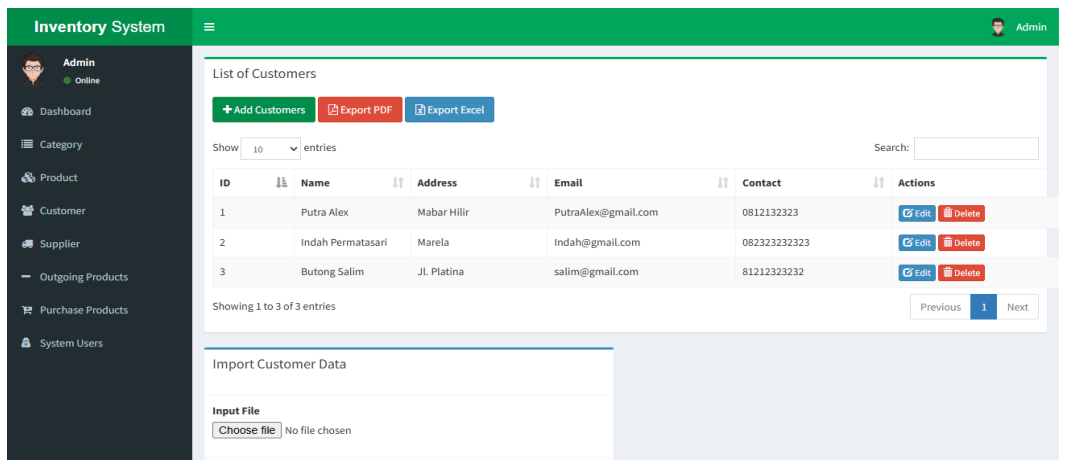 Inventory System
Admin
Admin
Online
Dashboard
Category
Product
Customer
Supplier
Outgoing Products
Purchase Products
System Users
List of Customers
Add Customers Export PDF Export Excel
Show 10 entries Search:
ID Name Address Email Contact Actions
1 Putra Alex Mabar Hilir PutraAlex@gmail.com 0812132323 Edit Delete
2 Indah Permatasari Marela Indah@gmail.com 082323232323 Edit Delete
3 Butong Salim Jl. Platina salim@gmail.com 81212323232 Edit Delete
Showing 1 to 3 of 3 entries Previous 1 Next
Import Customer Data
Input File
Choose file No file chosen